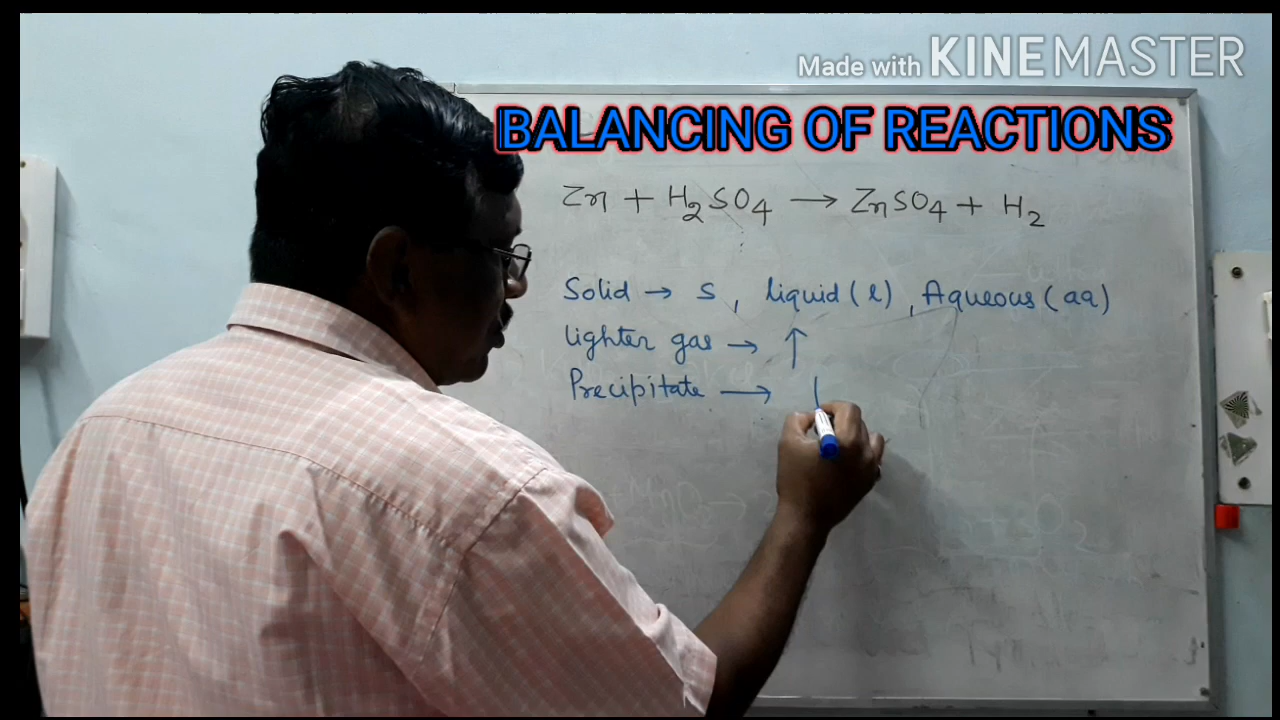 Made with KINEMASTER
BALANCING OF REACTIONS
Zn + H₂SO₄ → ZnSO₄ + H₂
Solid → s, liquid (l), Aqueous (aq)
lighter gas → ↑
Precipitate →